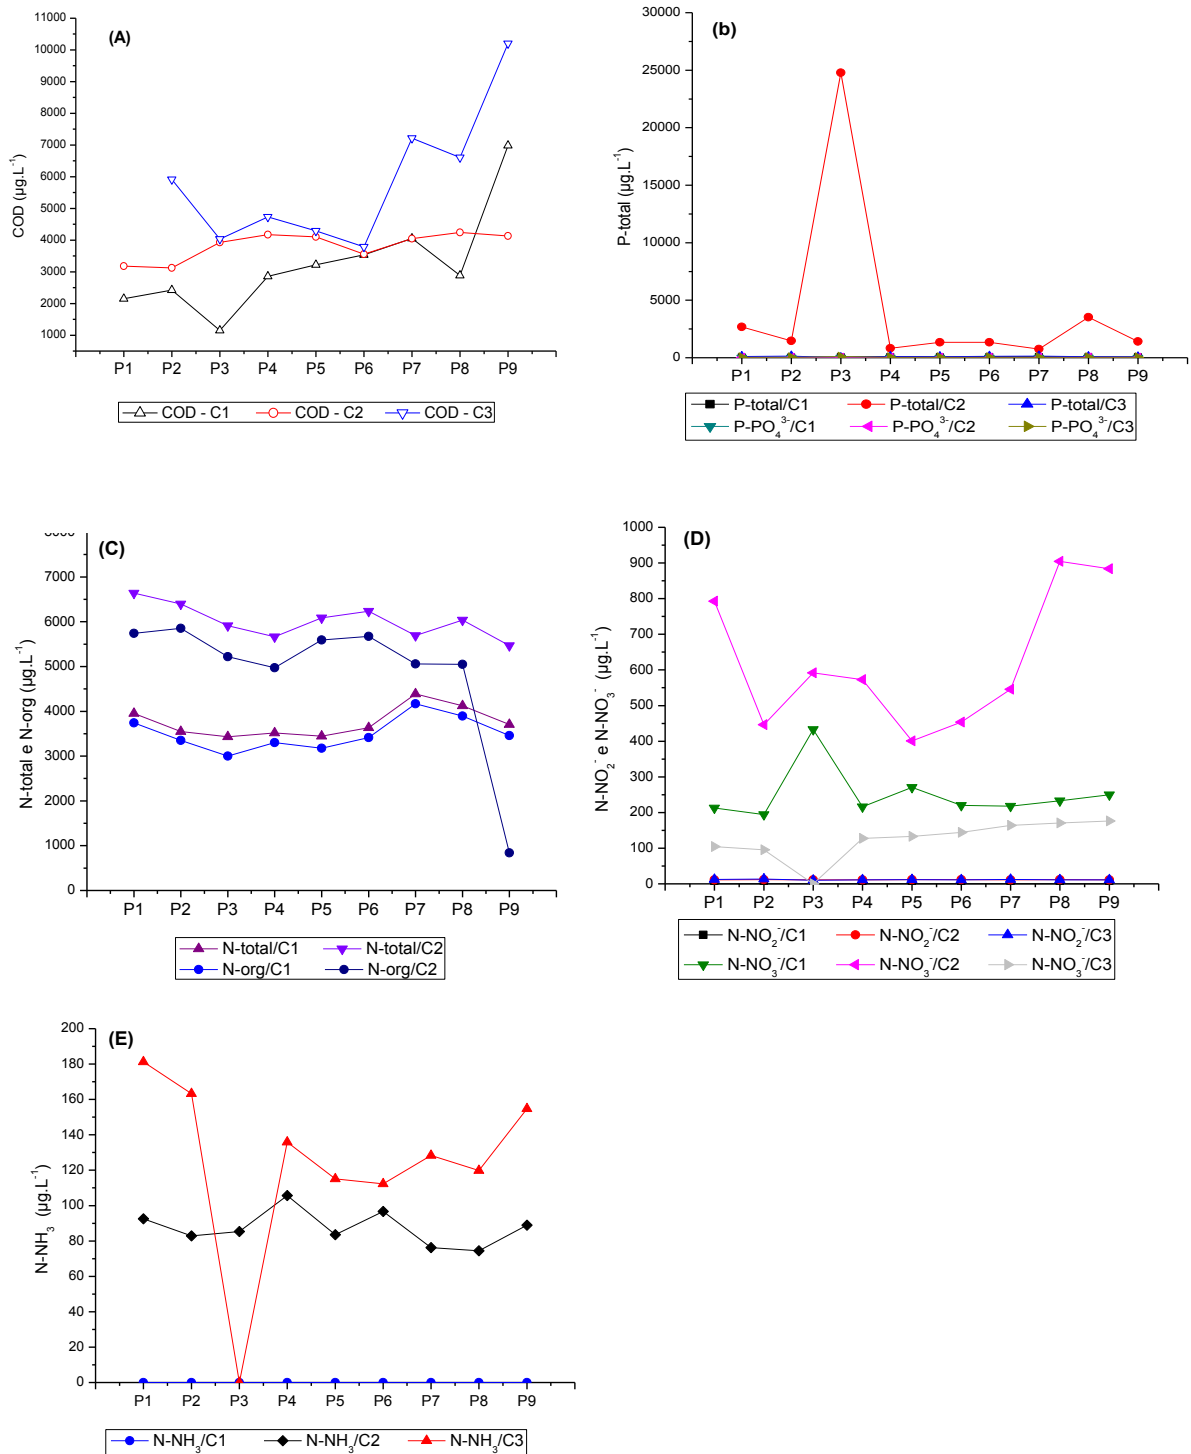 (A)
11000
10000
9000
8000
7000
6000
5000
4000
3000
2000
1000
COD (µg.L⁻¹)
P1 P2 P3 P4 P5 P6 P7 P8 P9
COD - C1 COD - C2 COD - C3
(b)
30000
25000
20000
15000
10000
5000
0
P-total (µg.L⁻¹)
P1 P2 P3 P4 P5 P6 P7 P8 P9
P-total/C1 P-total/C2 P-total/C3
P-PO₄³⁻/C1 P-PO₄³⁻/C2 P-PO₄³⁻/C3
(C)
8000
7000
6000
5000
4000
3000
2000
1000
0
N-total e N-org (µg.L⁻¹)
P1 P2 P3 P4 P5 P6 P7 P8 P9
N-total/C1 N-total/C2
N-org/C1 N-org/C2
(D)
1000
900
800
700
600
500
400
300
200
100
0
N-NO₂⁻ e N-NO₃⁻ (µg.L⁻¹)
P1 P2 P3 P4 P5 P6 P7 P8 P9
N-NO₂⁻/C1 N-NO₂⁻/C2 N-NO₂⁻/C3
N-NO₃⁻/C1 N-NO₃⁻/C2 N-NO₃⁻/C3
(E)
200
180
160
140
120
100
80
60
40
20
0
N-NH₃ (µg.L⁻¹)
P1 P2 P3 P4 P5 P6 P7 P8 P9
N-NH₃/C1 N-NH₃/C2 N-NH₃/C3